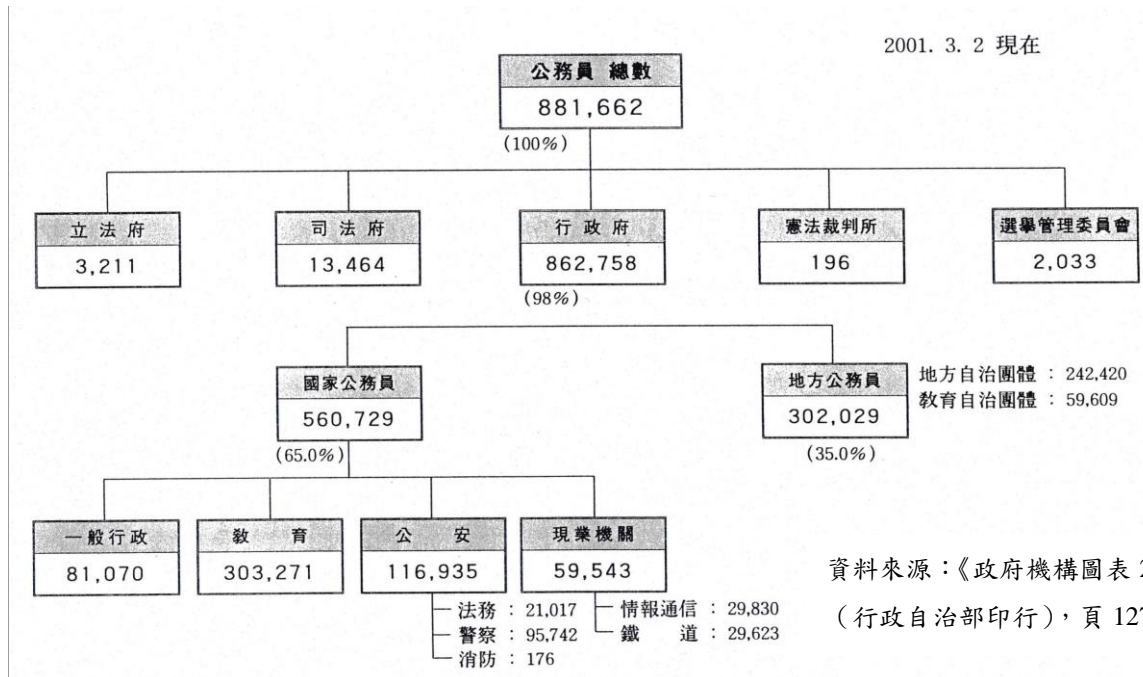 2001. 3. 2 現在
公務員 總數
881,662
(100%)
立法府
3,211
司法府
13,464
行政府
862,758
(98%)
憲法裁判所
196
選擧管理委員會
2,033
國家公務員
560,729
(65.0%)
地方公務員
302,029
(35.0%)
地方自治團體 : 242,420
敎育自治團體 : 59,609
一般行政
81,070
敎 育
303,271
公 安
116,935
現業機關
59,543
法務 : 21,017
警察 : 95,742
消防 : 176
情報通信 : 29,830
鐵 道 : 29,623
資料來源：《政府機構圖表 2
（行政自治部印行），頁 127